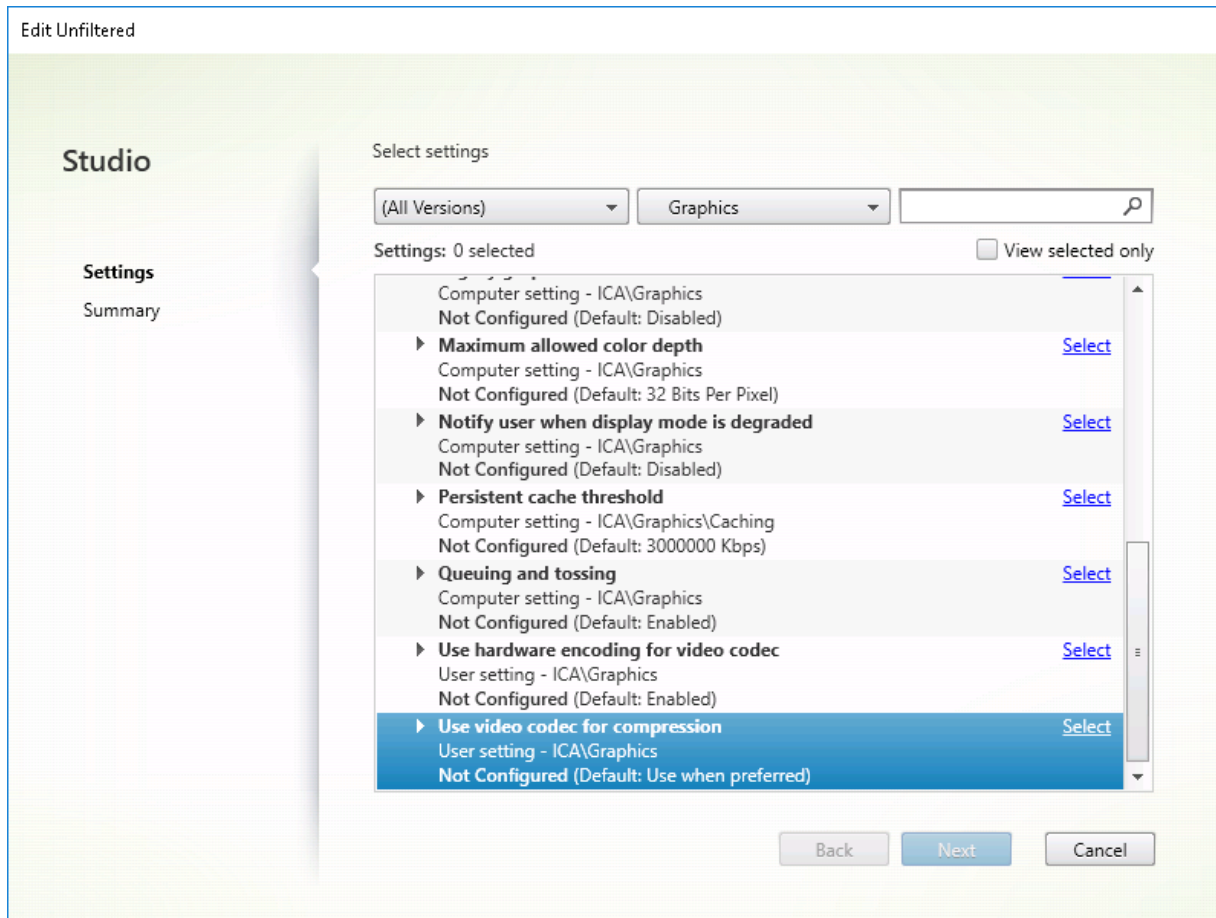 Edit Unfiltered
Studio
Settings
Summary
Select settings
(All Versions)
Graphics
Settings: 0 selected
View selected only
Computer setting - ICA\Graphics
Not Configured (Default: Disabled)
Maximum allowed color depth Select
Computer setting - ICA\Graphics
Not Configured (Default: 32 Bits Per Pixel)
Notify user when display mode is degraded Select
Computer setting - ICA\Graphics
Not Configured (Default: Disabled)
Persistent cache threshold Select
Computer setting - ICA\Graphics\Caching
Not Configured (Default: 3000000 Kbps)
Queuing and tossing Select
Computer setting - ICA\Graphics
Not Configured (Default: Enabled)
Use hardware encoding for video codec Select
User setting - ICA\Graphics
Not Configured (Default: Enabled)
Use video codec for compression Select
User setting - ICA\Graphics
Not Configured (Default: Use when preferred)
Back Next Cancel